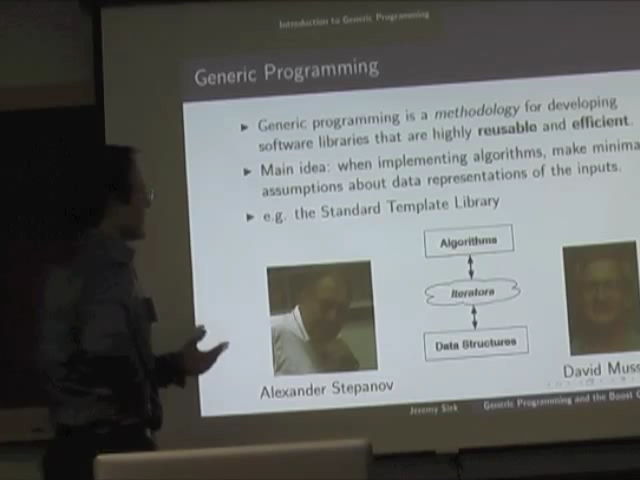 Introduction to Generic Programming
Generic Programming
Generic programming is a methodology for developing
software libraries that are highly reusable and efficient.
Main idea: when implementing algorithms, make minima
assumptions about data representations of the inputs.
e.g. the Standard Template Library
Algorithms
Iterators
Data Structures
Alexander Stepanov
David Muss
Jeremy Siek
Generic Programming and the Boost G